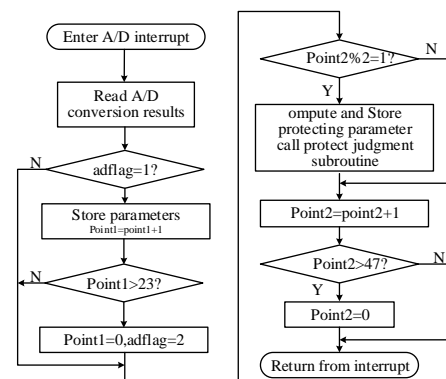 Enter A/D interrupt
Read A/D
conversion results
N
adflag=1?
Store parameters
Point1=point1+1
N
Point1>23?
Point1=0,adflag=2
Point2%2=1?
N
Y
ompute and Store
protecting parameter
call protect judgment
subroutine
Point2=point2+1
Point2>47?
N
Y
Point2=0
Return from interrupt